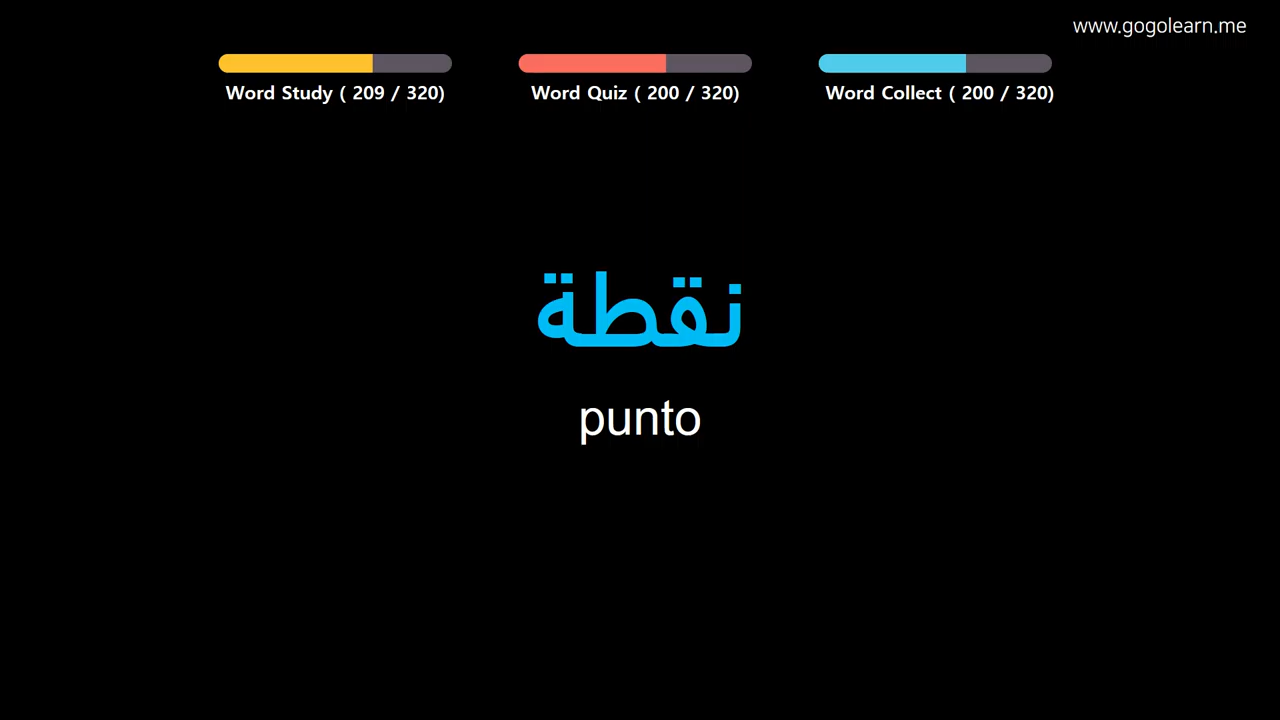 www.gogolearn.me
Word Study ( 209 / 320)
Word Quiz ( 200 / 320)
Word Collect ( 200 / 320)
نقطة
punto